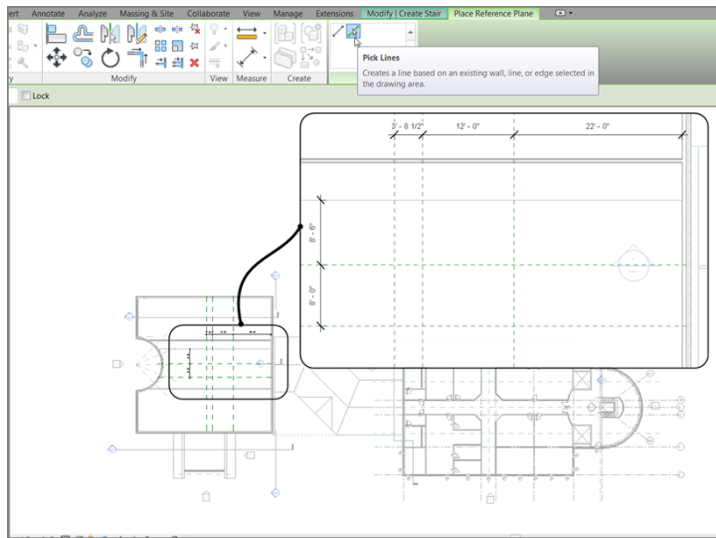 ert Annotate Analyze Massing & Site Collaborate View Manage Extensions Modify | Create Stair Place Reference Plane
Pick Lines
Creates a line based on an existing wall, line, or edge selected in
the drawing area.
Modify View Measure Create
Lock
3' - 8 1/2" 12' - 0" 22' - 0"
8' - 6"
8' - 0"